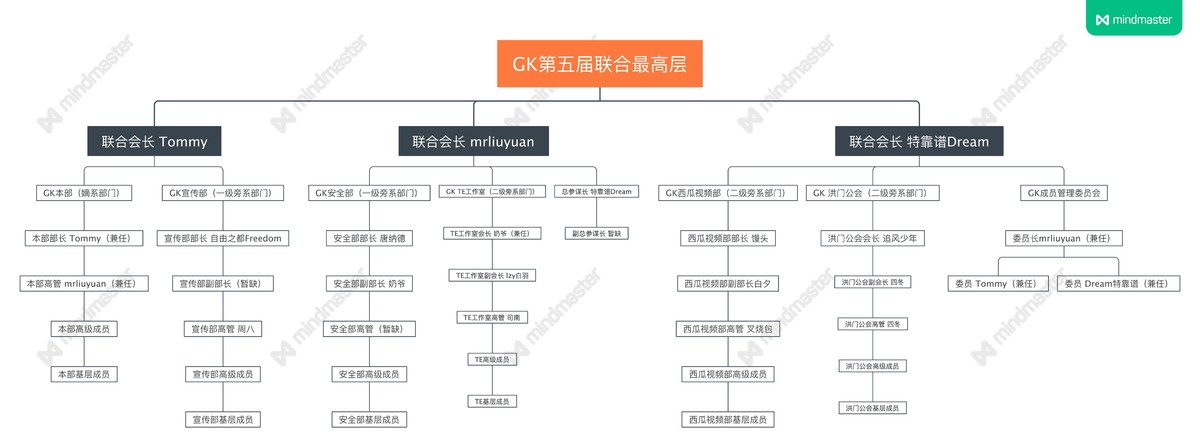 mindmaster
GK第五届联合最高层
联合会长 Tommy
联合会长 mrliuyuan
联合会长 特靠谱Dream
GK本部（嫡系部门）
GK宣传部（一级旁系部门）
GK安全部（一级旁系部门）
GK TE工作室（二级旁系部门）
总参谋长 特靠谱Dream
GK西瓜视频部（二级旁系部门）
GK 洪门公会（二级旁系部门）
GK成员管理委员会
本部部长 Tommy（兼任）
宣传部部长 自由之都Freedom
安全部部长 唐纳德
TE工作室会长 奶爷（兼任）
副总参谋长 暂缺
西瓜视频部部长 馒头
洪门公会会长 追风少年
委员长mrliuyuan（兼任）
本部高管 mrliuyuan（兼任）
宣传部副部长（暂缺）
安全部副部长 奶爷
TE工作室副会长 lzy白羽
西瓜视频部副部长白夕
洪门公会副会长 四冬
委员 Tommy（兼任）
委员 Dream特靠谱（兼任）
本部高级成员
宣传部高管 周八
安全部高管（暂缺）
TE工作室高管 司南
西瓜视频部高管 叉烧包
洪门公会高管 四冬
本部基层成员
宣传部高级成员
安全部高级成员
TE高级成员
西瓜视频部高级成员
洪门公会高级成员
宣传部基层成员
安全部基层成员
TE基层成员
西瓜视频部基层成员
洪门公会基层成员
mindmaster
mindmaster
mindmaster
mindmaster
mindmaster
mindmaster
mindmaster
mindmaster
mindmaster
mindmaster